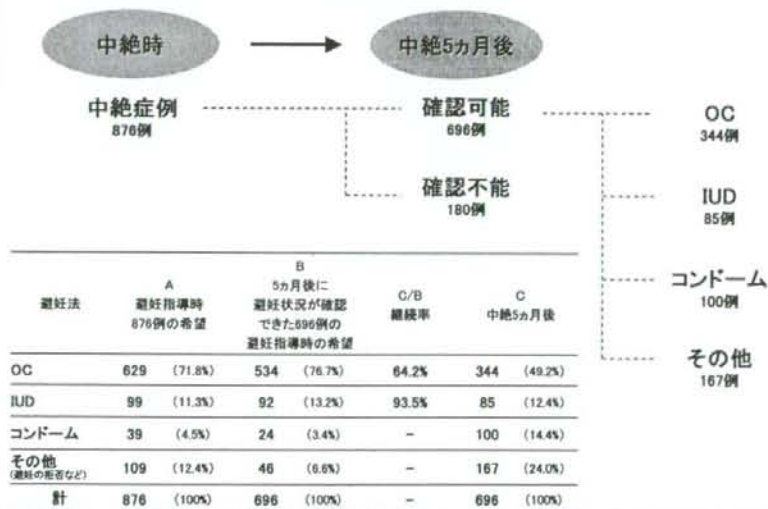 中絶時
中絶5ヵ月後
中絶症例
876例
確認可能
696例
確認不能
180例
OC
344例
IUD
85例
コンドーム
100例
その他
167例
避妊法
A
避妊指導時
876例の希望
B
5ヵ月後に
避妊状況が確認
できた696例の
避妊指導時の希望
C/B
継続率
C
中絶5ヵ月後
OC 629 (71.8%) 534 (76.7%) 64.2% 344 (49.2%)
IUD 99 (11.3%) 92 (13.2%) 93.5% 85 (12.4%)
コンドーム 39 (4.5%) 24 (3.4%) - 100 (14.4%)
その他 109 (12.4%) 46 (6.6%) - 167 (24.0%)
(避妊の拒否など)
計 876 (100%) 696 (100%) - 696 (100%)